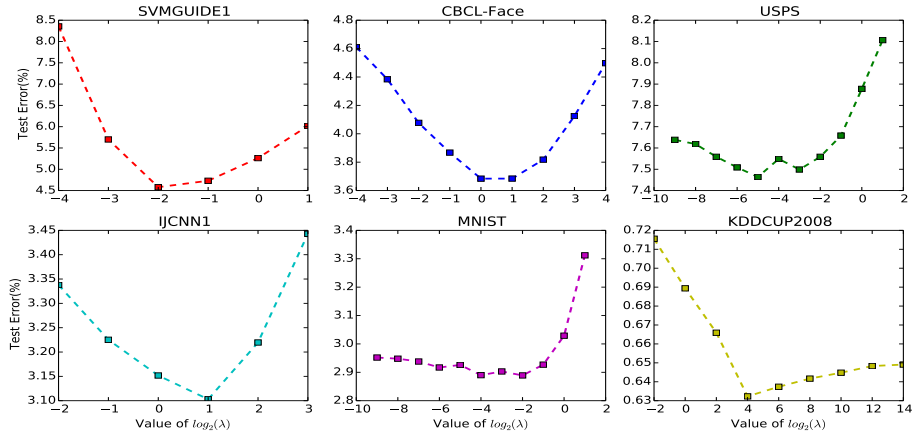 SVMGUIDE1
CBCL-Face
USPS
Test Error(%)
8.5
8.0
7.5
7.0
6.5
6.0
5.5
5.0
4.5
−4 −3 −2 −1 0 1
4.8
4.6
4.4
4.2
4.0
3.8
3.6
−4 −3 −2 −1 0 1 2 3 4
8.2
8.1
8.0
7.9
7.8
7.7
7.6
7.5
7.4
−10 −8 −6 −4 −2 0 2
IJCNN1
MNIST
KDDCUP2008
Test Error(%)
3.45
3.40
3.35
3.30
3.25
3.20
3.15
3.10
−2 −1 0 1 2 3
Value of log₂(λ)
3.4
3.3
3.2
3.1
3.0
2.9
2.8
−10 −8 −6 −4 −2 0 2
Value of log₂(λ)
0.72
0.71
0.70
0.69
0.68
0.67
0.66
0.65
0.64
0.63
−2 0 2 4 6 8 10 12 14
Value of log₂(λ)